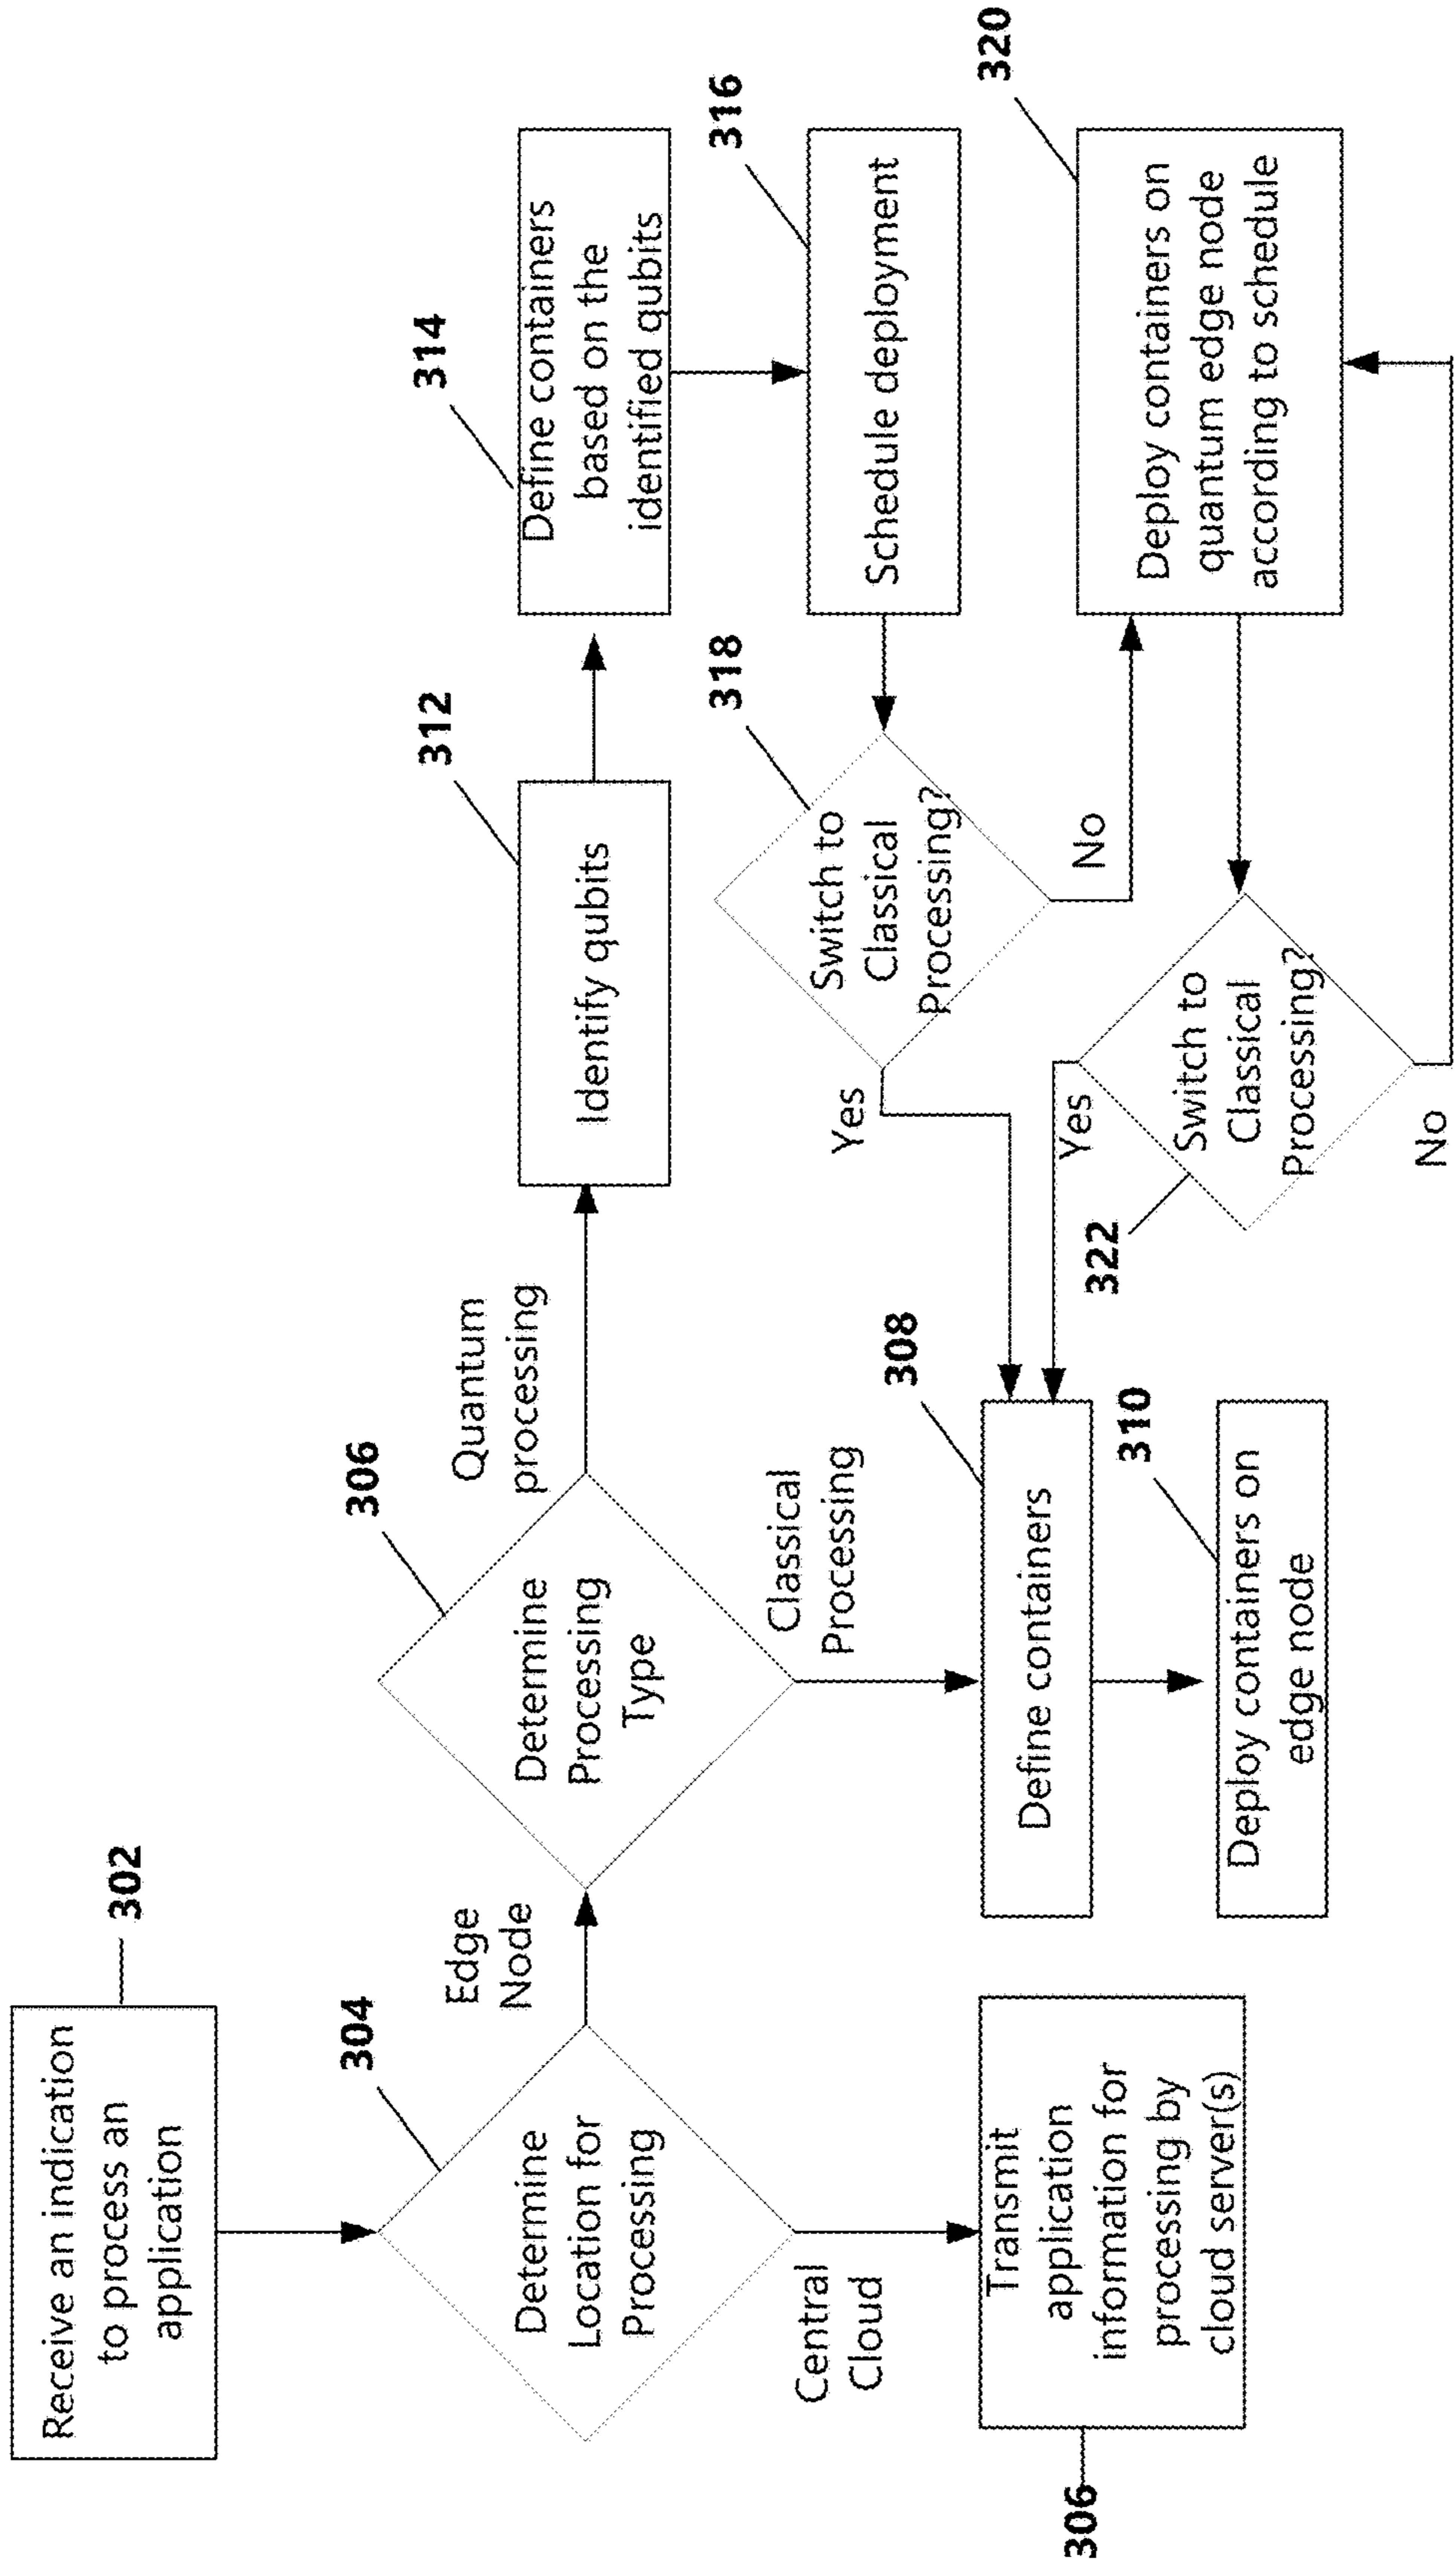 Receive an indication
to process an
application
302
304
Determine
Location for
Processing
Edge
Node
Central
Cloud
Transmit
application
information for
processing by
cloud server(s)
306
306
Determine
Processing
Type
Quantum
processing
Classical
Processing
308
Define containers
310
Deploy containers on
edge node
312
Identify qubits
314
Define containers
based on the
identified qubits
316
Schedule deployment
318
Switch to
Classical
Processing?
Yes
No
320
Deploy containers on
quantum edge node
according to schedule
322
Switch to
Classical
Processing?
Yes
No